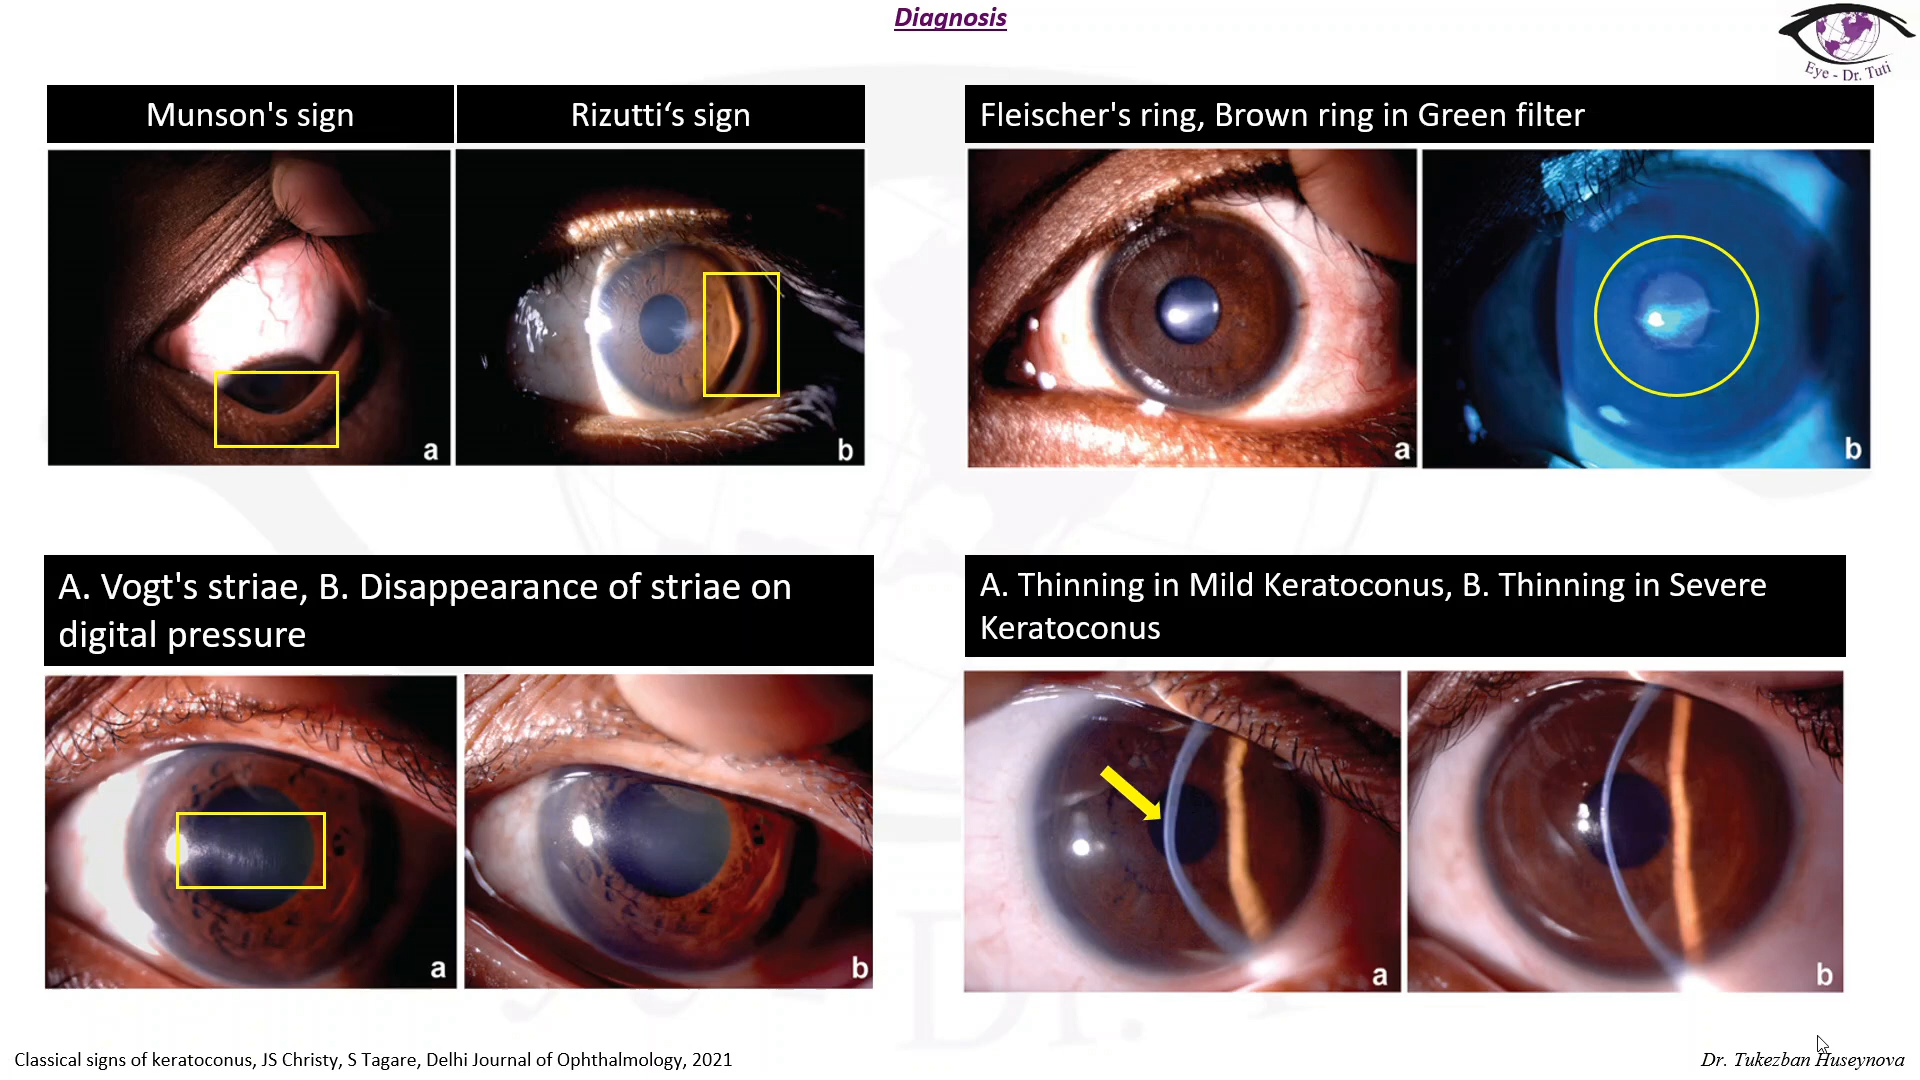 Diagnosis
Eye - Dr. Tuti
Munson's sign
Rizutti‘s sign
a
b
Fleischer's ring, Brown ring in Green filter
a
b
A. Vogt's striae, B. Disappearance of striae on
digital pressure
a
b
A. Thinning in Mild Keratoconus, B. Thinning in Severe
Keratoconus
a
b
Classical signs of keratoconus, JS Christy, S Tagare, Delhi Journal of Ophthalmology, 2021
Dr. Tukezban Huseynova